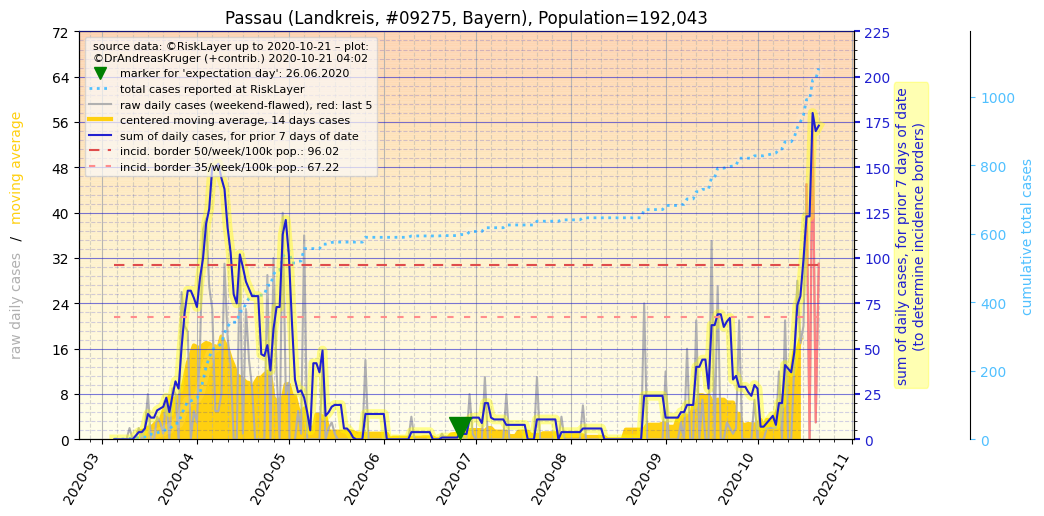 Passau (Landkreis, #09275, Bayern), Population=192,043
source data: ©RiskLayer up to 2020-10-21 – plot:
©DrAndreasKruger (+contrib.) 2020-10-21 04:02
marker for 'expectation day': 26.06.2020
total cases reported at RiskLayer
raw daily cases (weekend-flawed), red: last 5
centered moving average, 14 days cases
sum of daily cases, for prior 7 days of date
incid. border 50/week/100k pop.: 96.02
incid. border 35/week/100k pop.: 67.22
raw daily cases / moving average
72
64
56
48
40
32
24
16
8
0
225
200
175
150
125
100
75
50
25
0
sum of daily cases, for prior 7 days of date
(to determine incidence borders)
1000
800
600
400
200
0
cumulative total cases
2020-03
2020-04
2020-05
2020-06
2020-07
2020-08
2020-09
2020-10
2020-11